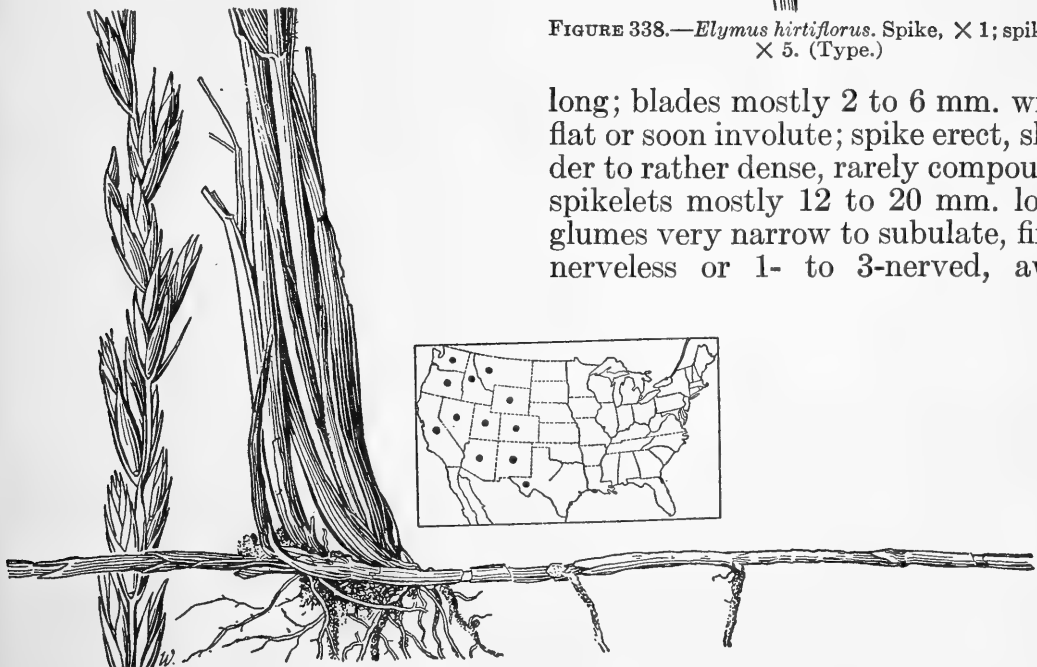 FIGURE 338.—Elymus hirtiflorus. Spike, × 1; spik
× 5. (Type.)
long; blades mostly 2 to 6 mm. wi
flat or soon involute; spike erect, sl
der to rather dense, rarely compou
spikelets mostly 12 to 20 mm. lo
glumes very narrow to subulate, fi
nerveless or 1- to 3-nerved, av
W.